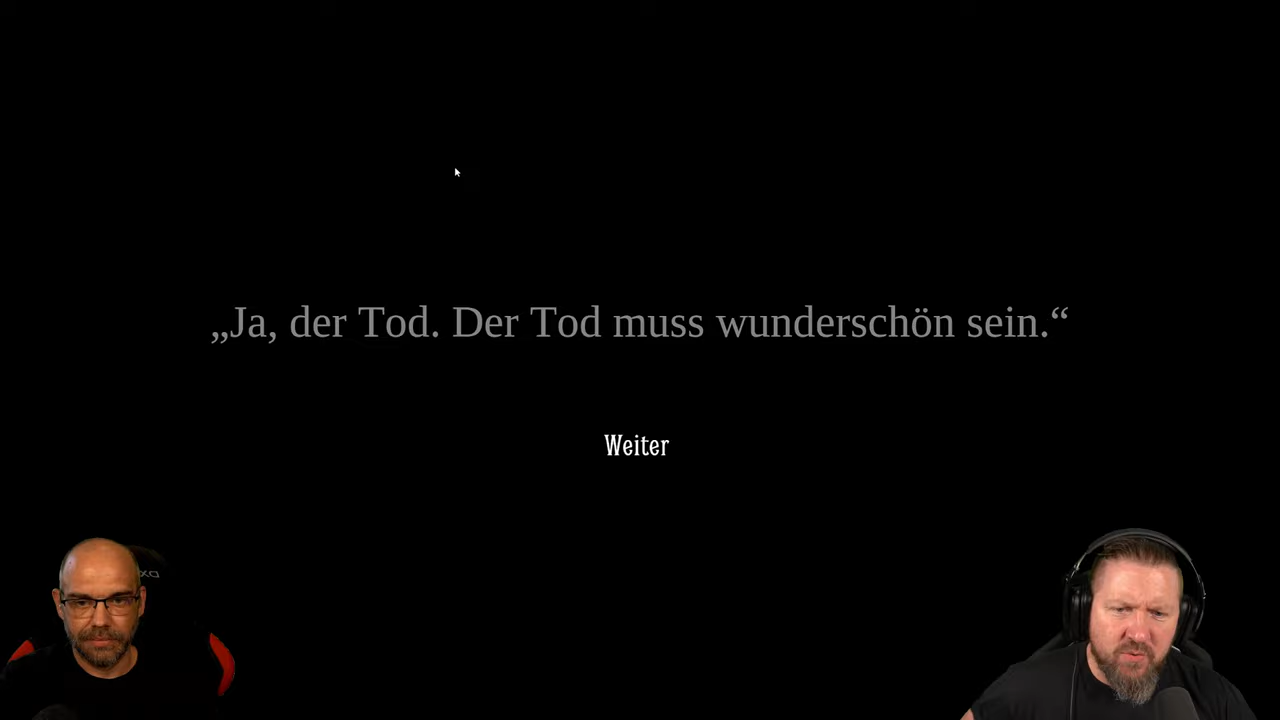 „Ja, der Tod. Der Tod muss wunderschön sein.“
Weiter